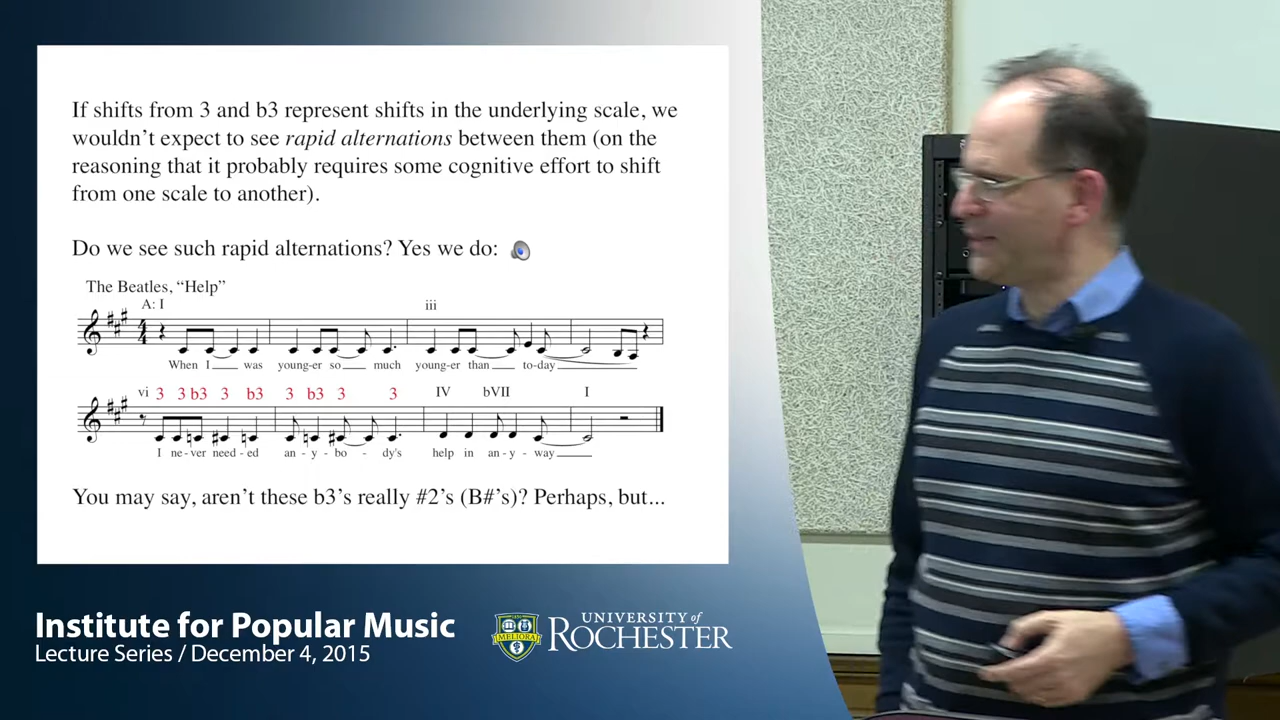 If shifts from 3 and b3 represent shifts in the underlying scale, we
wouldn't expect to see rapid alternations between them (on the
reasoning that it probably requires some cognitive effort to shift
from one scale to another).
Do we see such rapid alternations? Yes we do:
The Beatles, “Help”
A: I iii
4
4
When I was young-er so much young-er than to-day
vi 3 3 b3 3 b3 3 b3 3 3 IV bVII I
I ne-ver need-ed an-y-bo-dy's help in an-y-way
You may say, aren't these b3's really #2's (B#'s)? Perhaps, but...
Institute for Popular Music
Lecture Series / December 4, 2015
MELIORA
UNIVERSITY of
ROCHESTER